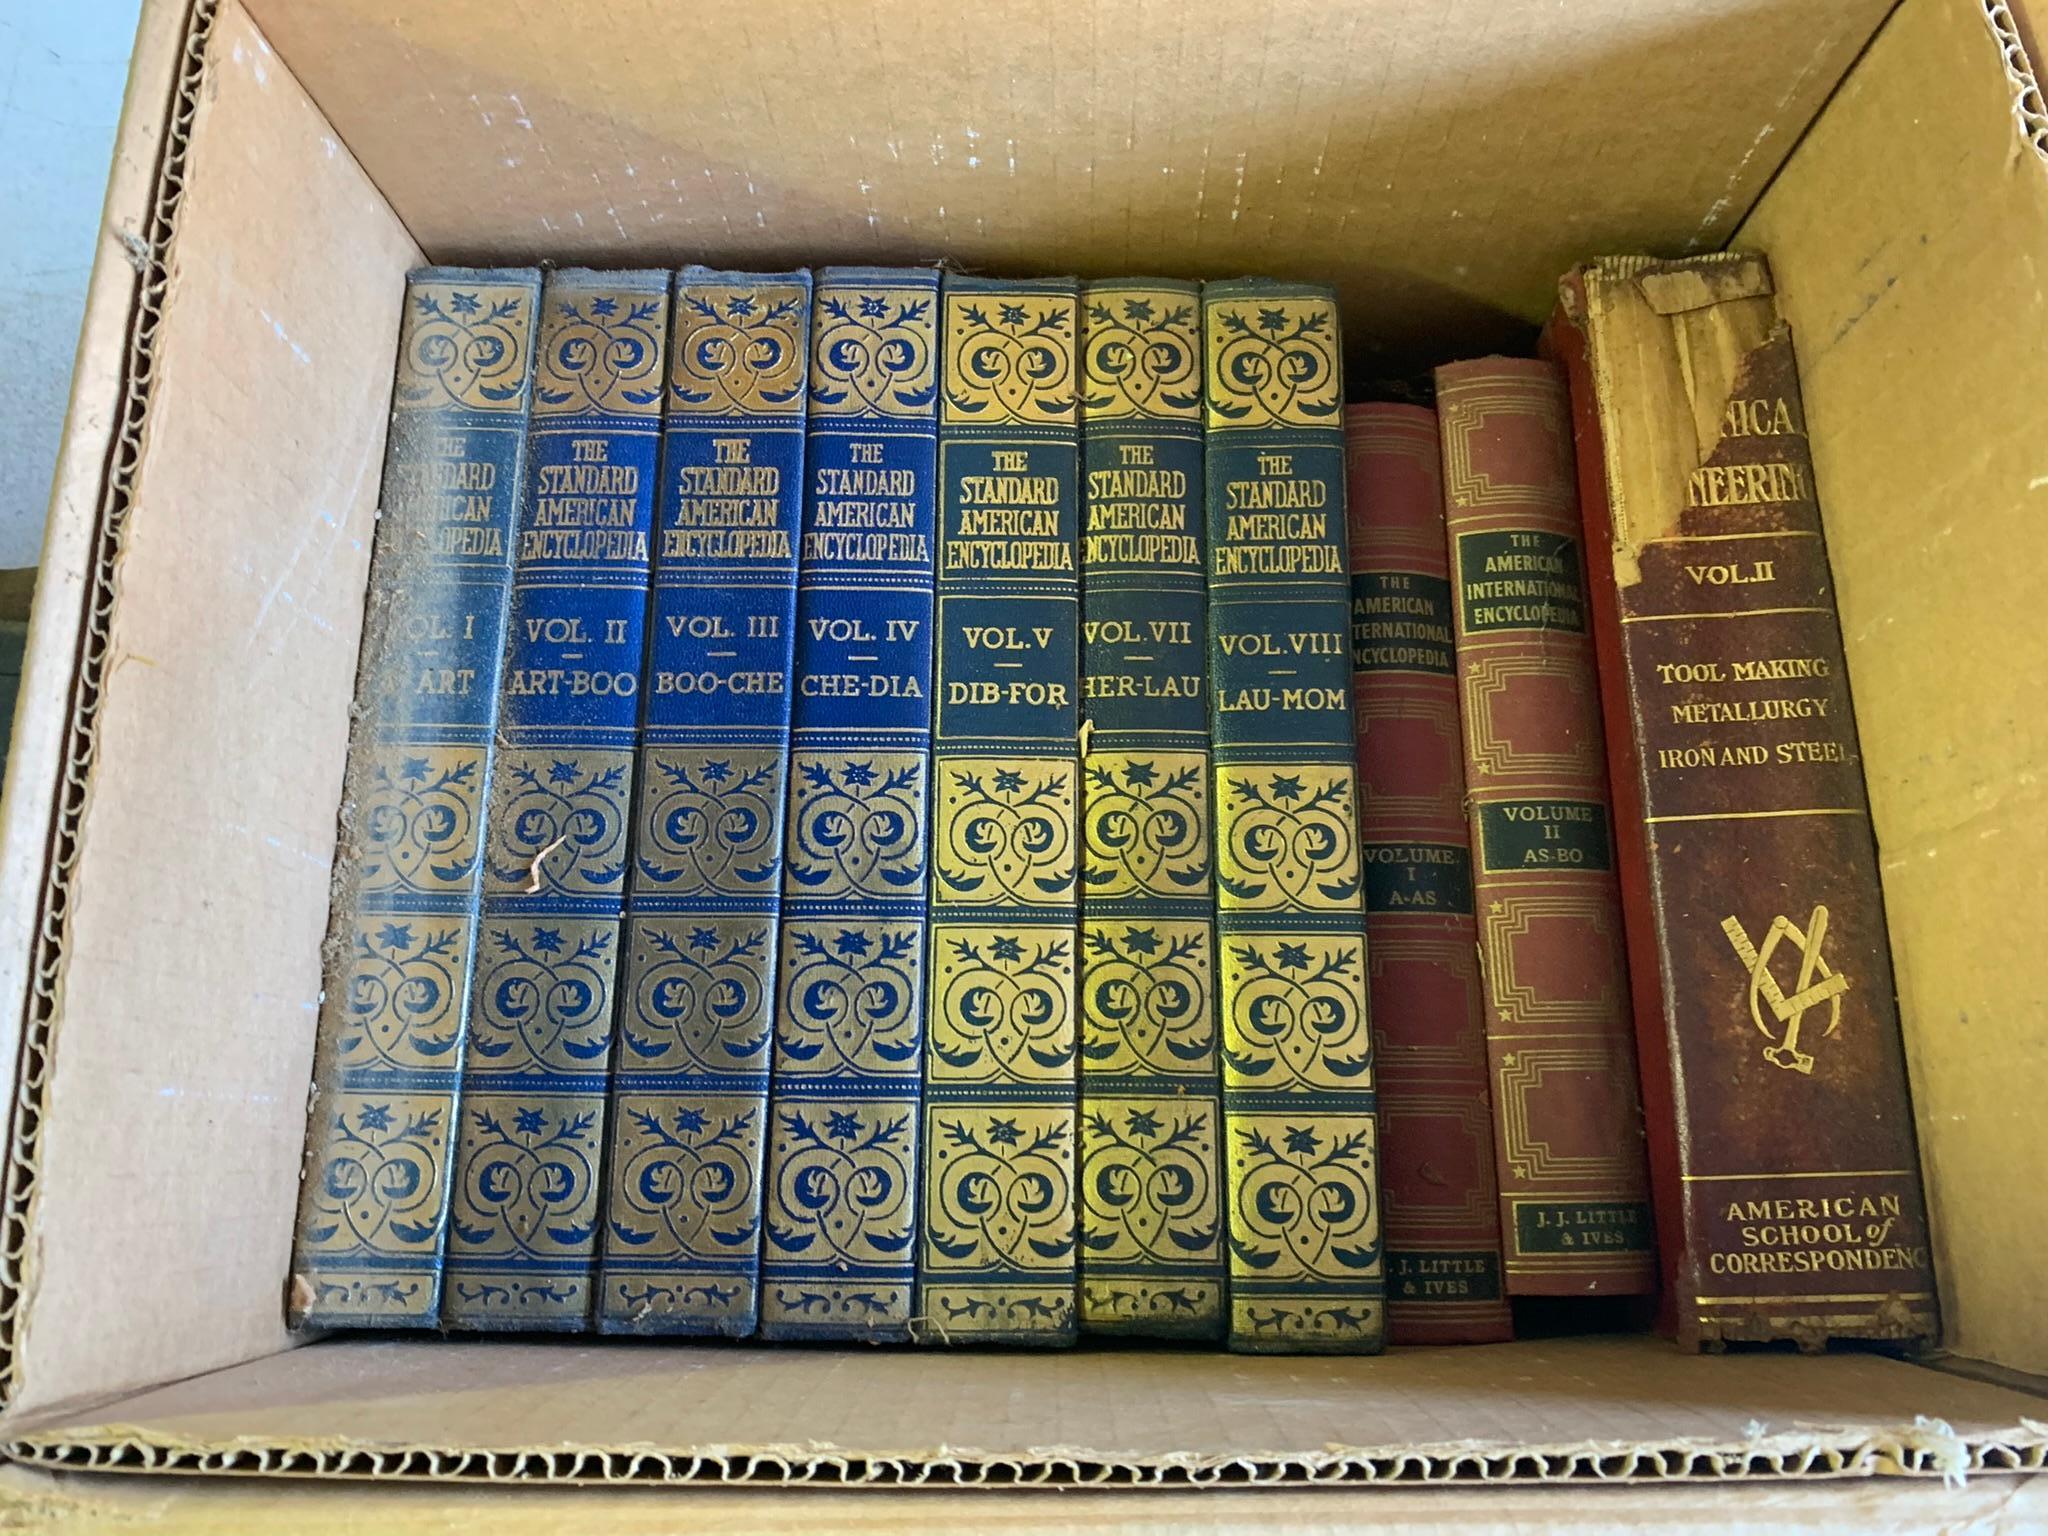 THE
AMERICAN
VOL. I
ART
THE
STANDARD
AMERICAN
ENCYCLOPEDIA
VOL. II
ART-BOO
THE
STANDARD
AMERICAN
ENCYCLOPEDIA
VOL. III
BOO-CHE
THE
STANDARD
AMERICAN
ENCYCLOPEDIA
VOL. IV
CHE-DIA
THE
STANDARD
AMERICAN
ENCYCLOPEDIA
VOL. V
DIB-FOR
THE
STANDARD
AMERICAN
ENCYCLOPEDIA
VOL. VII
HER-LAU
THE
STANDARD
AMERICAN
ENCYCLOPEDIA
VOL. VIII
LAU-MOM
THE
AMERICAN
INTERNATIONAL
ENCYCLOPEDIA
VOLUME
I
A-AS
J. J. LITTLE
& IVES
THE
AMERICAN
INTERNATIONAL
ENCYCLOPEDIA
VOLUME
II
AS-BO
J. J. LITTLE
& IVES
NICA
NEERING
VOL. II
TOOL MAKING
METALLURGY
IRON AND STEEL
AMERICAN
SCHOOL of
CORRESPONDENC